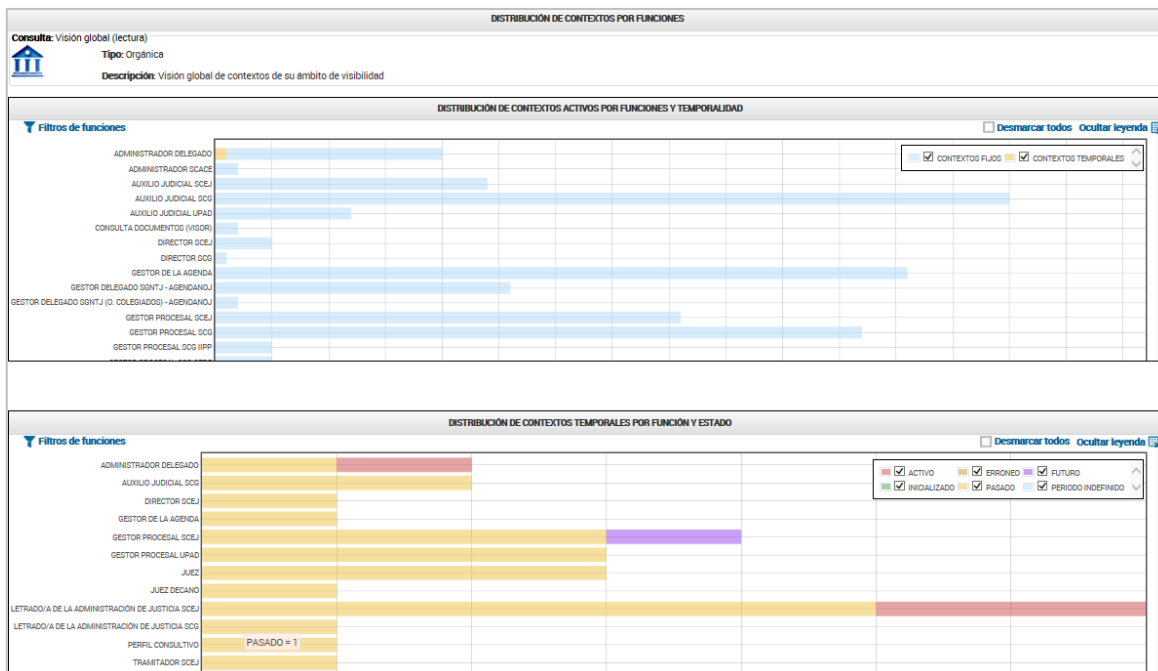 DISTRIBUCIÓN DE CONTEXTOS POR FUNCIONES
Consulta: Visión global (lectura)
Tipo: Orgánica
Descripción: Visión global de contextos de su ámbito de visibilidad
DISTRIBUCIÓN DE CONTEXTOS ACTIVOS POR FUNCIONES Y TEMPORALIDAD
Filtros de funciones
Desmarcar todos Ocultar leyenda
CONTEXTOS FIJOS CONTEXTOS TEMPORALES
ADMINISTRADOR DELEGADO
ADMINISTRADOR SCACE
AUXILIO JUDICIAL SCEJ
AUXILIO JUDICIAL SCG
AUXILIO JUDICIAL UPAD
CONSULTA DOCUMENTOS (VISOR)
DIRECTOR SCEJ
DIRECTOR SCG
GESTOR DE LA AGENDA
GESTOR DELEGADO SGNTJ - AGENDANOJ
GESTOR DELEGADO SGNTJ (O. COLEGIADOS) - AGENDANOJ
GESTOR PROCESAL SCEJ
GESTOR PROCESAL SCG
GESTOR PROCESAL SCG IIPP
DISTRIBUCIÓN DE CONTEXTOS TEMPORALES POR FUNCIÓN Y ESTADO
Filtros de funciones
Desmarcar todos Ocultar leyenda
ACTIVO ERRONEO FUTURO
INICIALIZADO PASADO PERIODO INDEFINIDO
ADMINISTRADOR DELEGADO
AUXILIO JUDICIAL SCG
DIRECTOR SCEJ
GESTOR DE LA AGENDA
GESTOR PROCESAL SCEJ
GESTOR PROCESAL UPAD
JUEZ
JUEZ DECANO
LETRADO/A DE LA ADMINISTRACIÓN DE JUSTICIA SCEJ
LETRADO/A DE LA ADMINISTRACIÓN DE JUSTICIA SCG
PERFIL CONSULTIVO PASADO = 1
TRAMITADOR SCEJ